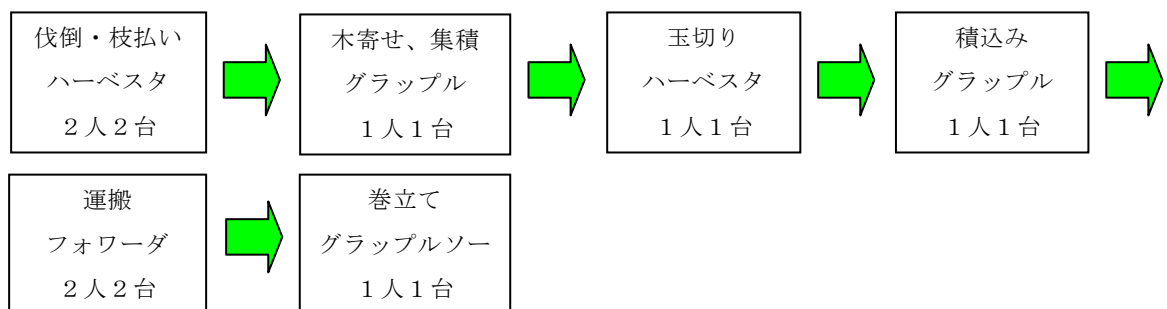 伐倒・枝払い
ハーベスタ
２人２台
木寄せ、集積
グラップル
１人１台
玉切り
ハーベスタ
１人１台
積込み
グラップル
１人１台
運搬
フォワーダ
２人２台
巻立て
グラップルソー
１人１台